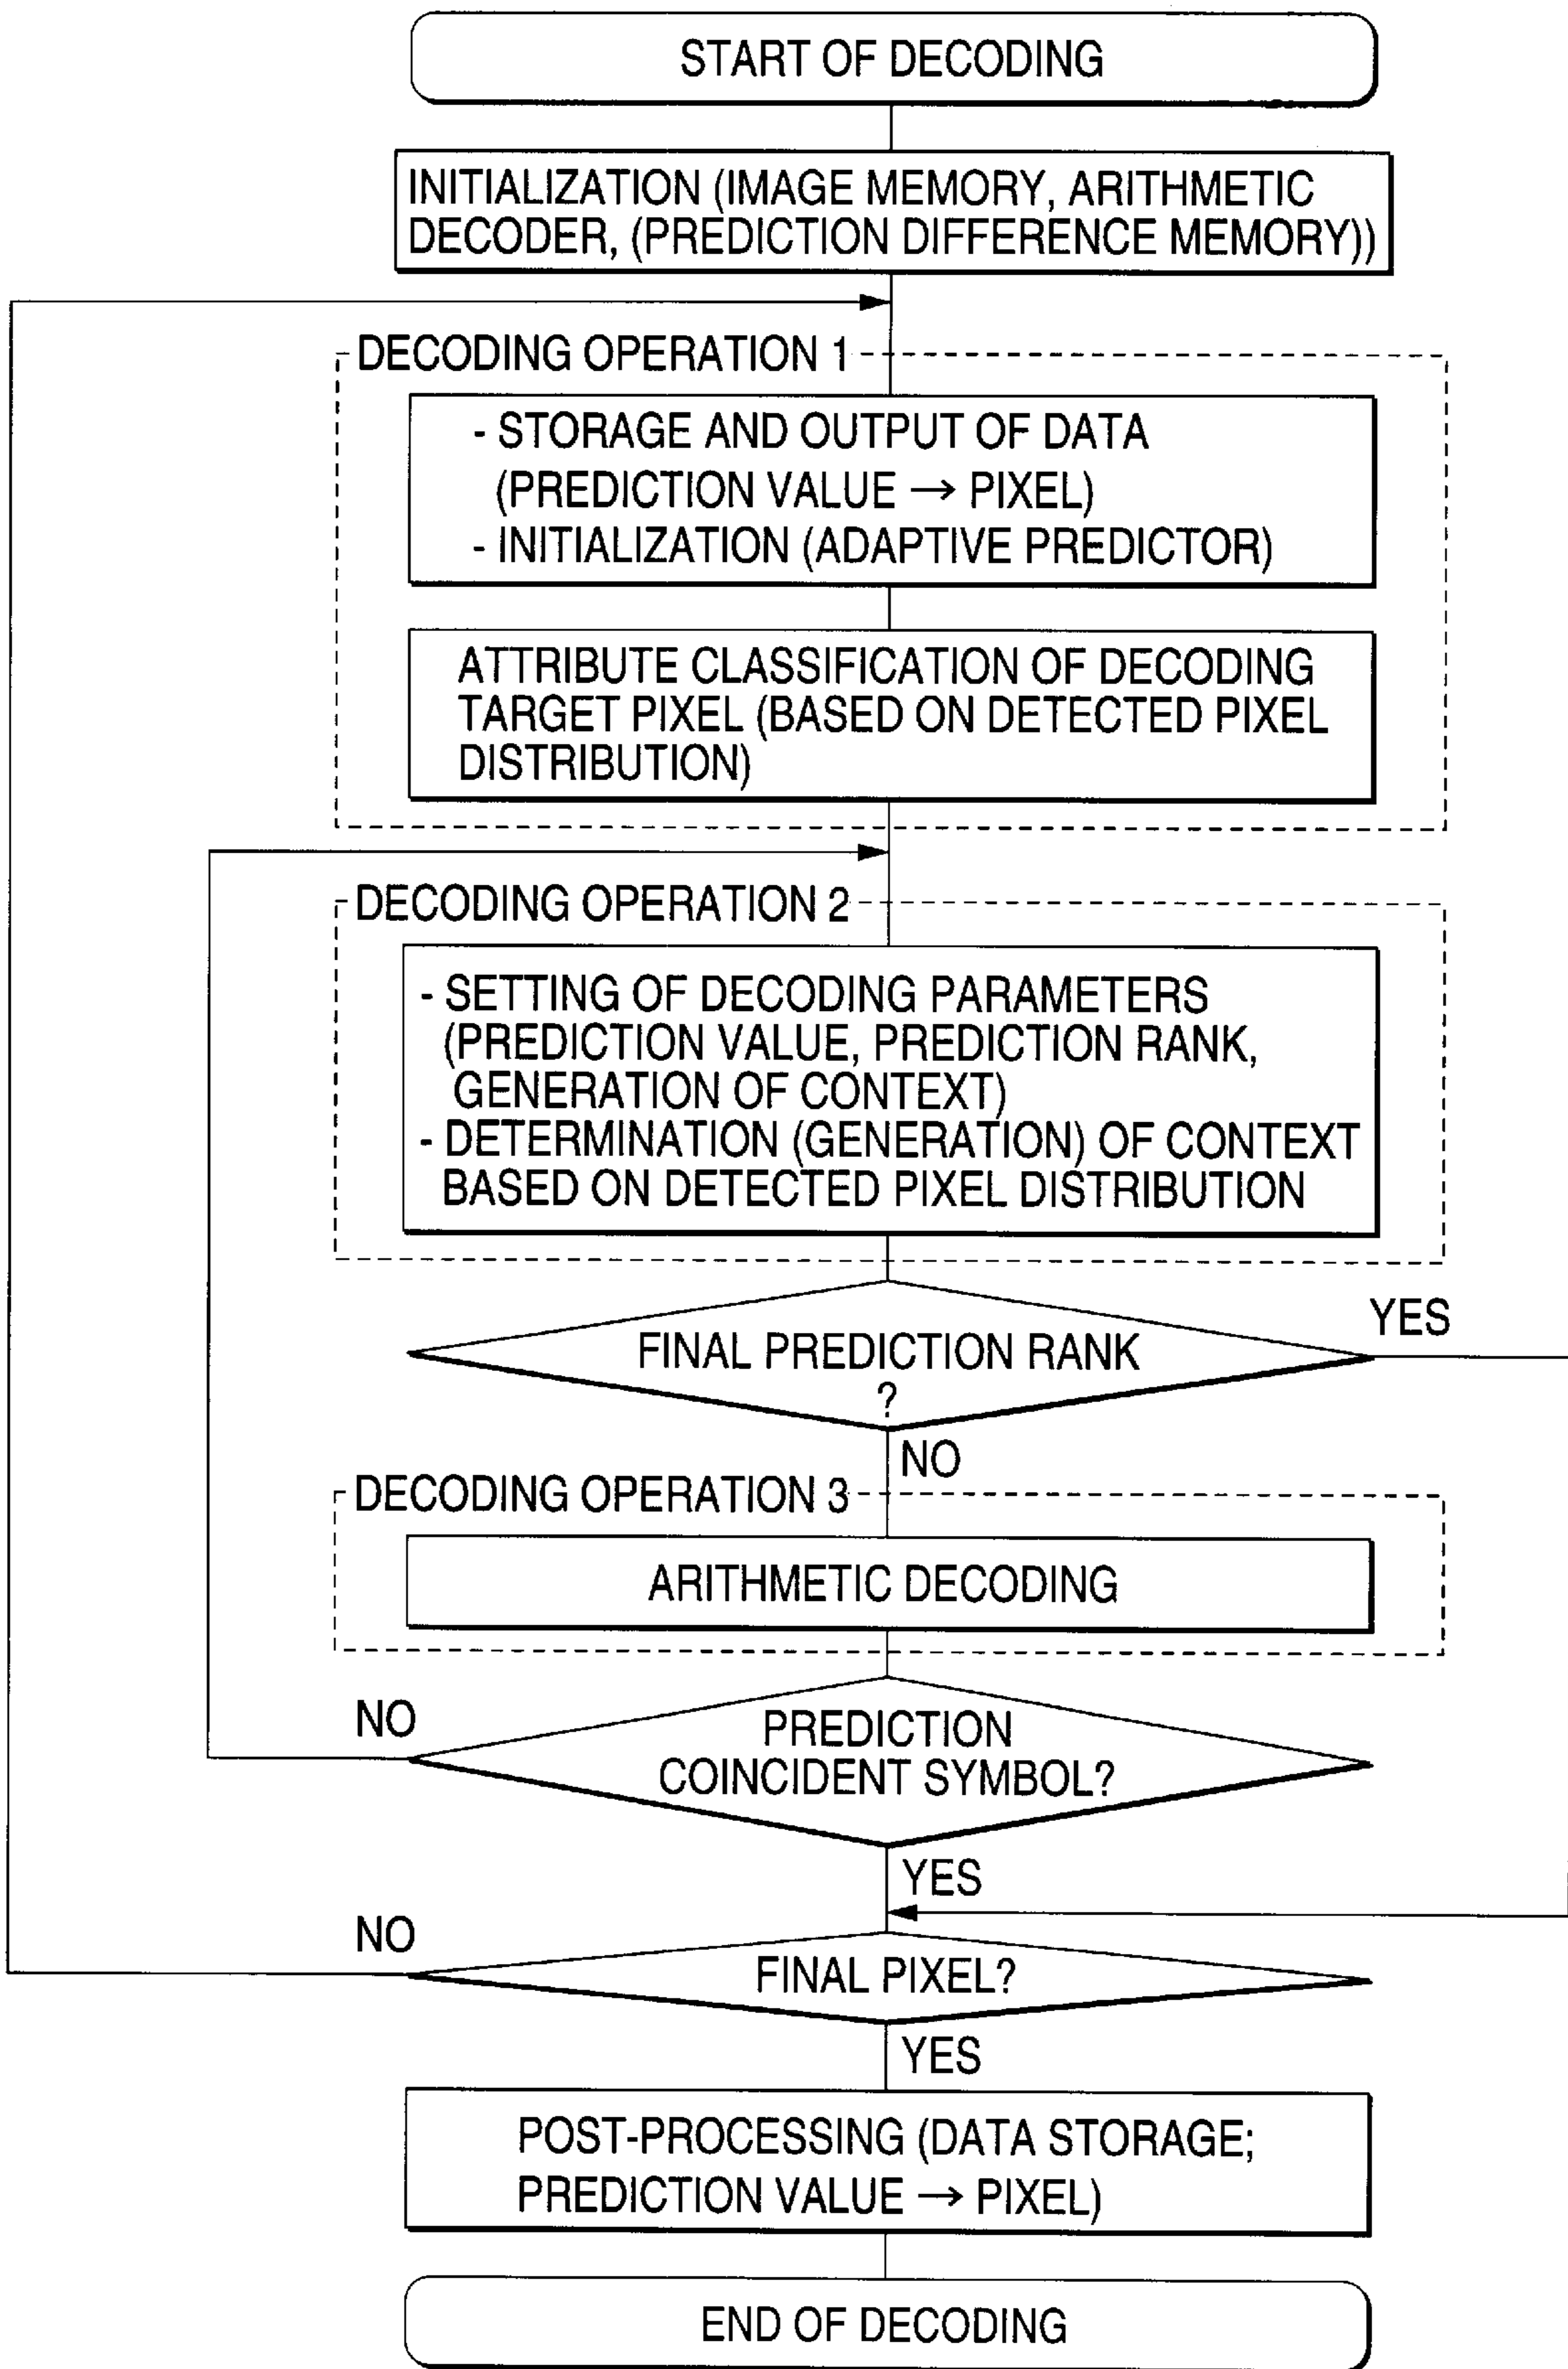 START OF DECODING
INITIALIZATION (IMAGE MEMORY, ARITHMETIC
DECODER, (PREDICTION DIFFERENCE MEMORY))
DECODING OPERATION 1
- STORAGE AND OUTPUT OF DATA
(PREDICTION VALUE → PIXEL)
- INITIALIZATION (ADAPTIVE PREDICTOR)
ATTRIBUTE CLASSIFICATION OF DECODING
TARGET PIXEL (BASED ON DETECTED PIXEL
DISTRIBUTION)
DECODING OPERATION 2
- SETTING OF DECODING PARAMETERS
(PREDICTION VALUE, PREDICTION RANK,
GENERATION OF CONTEXT)
- DETERMINATION (GENERATION) OF CONTEXT
BASED ON DETECTED PIXEL DISTRIBUTION
YES
FINAL PREDICTION RANK
?
NO
DECODING OPERATION 3
ARITHMETIC DECODING
NO
PREDICTION
COINCIDENT SYMBOL?
YES
NO
FINAL PIXEL?
YES
POST-PROCESSING (DATA STORAGE;
PREDICTION VALUE → PIXEL)
END OF DECODING